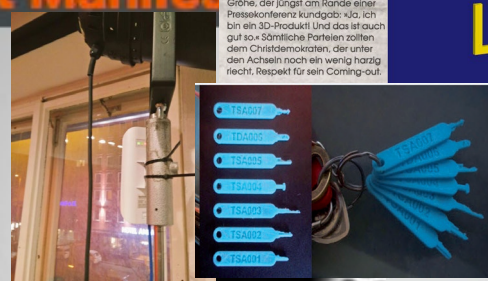 Gröhe, der jüngst am Rande einer
Pressekonferenz kundgab: »Ja, ich
bin ein 3D-Produkt! Und das ist auch
gut so.« Sämtliche Parteien zollten
dem Christdemokraten, der unter
den Achseln noch ein wenig harzig
riecht, Respekt für sein Coming-out.
TSA007
TSA006
TSA005
TSA004
TSA003
TSA002
TSA001
TSA007